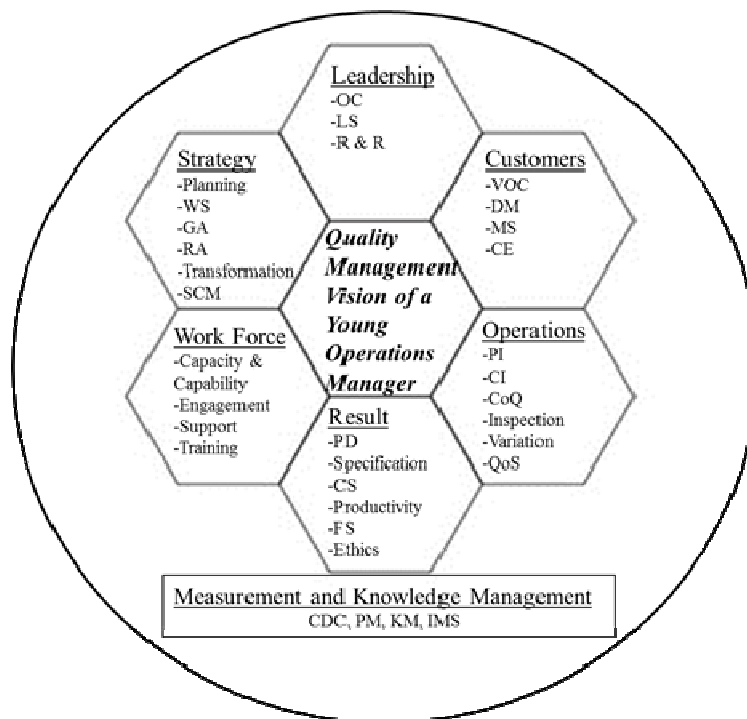 Leadership
-OC
-LS
-R & R
Strategy
-Planning
-WS
-GA
-RA
-Transformation
-SCM
Customers
-VOC
-DM
-MS
-CE
Quality
Management
Vision of a
Young
Operations
Manager
Work Force
-Capacity &
Capability
-Engagement
-Support
-Training
Operations
-PI
-CI
-CoQ
-Inspection
-Variation
-QoS
Result
-PD
-Specification
-CS
-Productivity
-FS
-Ethics
Measurement and Knowledge Management
CDC, PM, KM, IMS